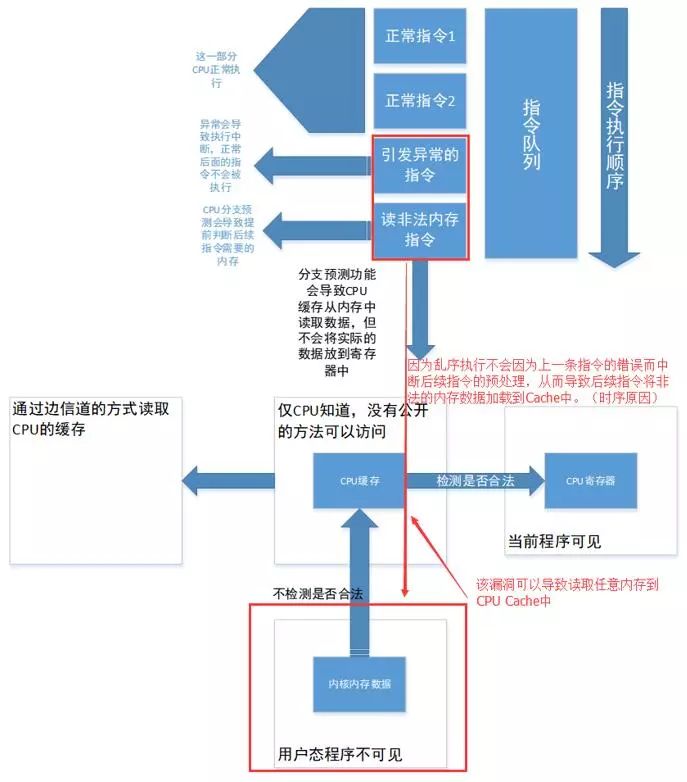 正常指令1
这一部分
CPU正常执
行
正常指令2
指令队列
指令执行顺序
异常会导
致执行中
断，正常
后面的指
令不会被
执行
引发异常的
指令
CPU分支预
测会导致提
前判断后续
指令需要的
内存
读非法内存
指令
分支预测功能
会导致CPU
缓存从内存中
读取数据，但
不会将实际的
数据放到寄存
器中
因为乱序执行不会因为上一条指令的错误而中
断后续指令的预处理，从而导致后续指令将非
法的内存数据加载到Cache中。（时序原因）
通过边信道的方式读取
CPU的缓存
仅CPU知道，没有公开
的方法可以访问
CPU缓存
检测是否合法
CPU寄存器
当前程序可见
不检测是否合法
该漏洞可以导致读取任意内存到
CPU Cache中
内核内存数据
用户态程序不可见